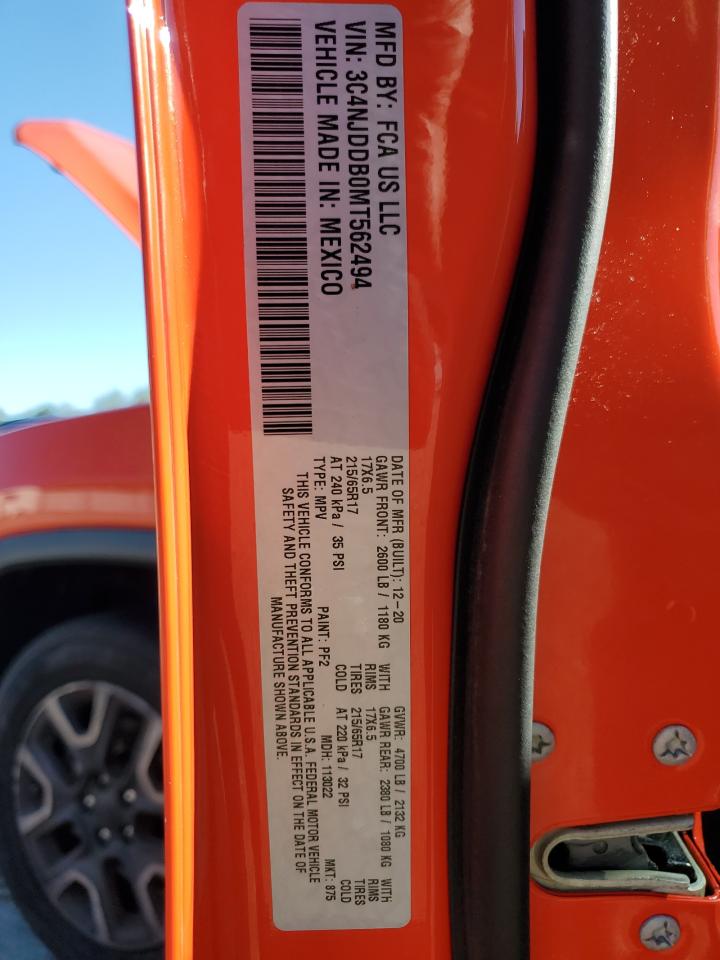 MFD BY: FCA US LLC
VIN: 3C4NJDDB0MT562494
VEHICLE MADE IN: MEXICO
DATE OF MFR (BUILT): 12-20 GVWR: 4700 LB / 2132 KG
GAWR FRONT: 2600 LB / 1180 KG WITH GAWR REAR: 2380 LB / 1080 KG WITH
17X6.5 RIMS 17X6.5 RIMS
215/65R17 TIRES 215/65R17 TIRES
AT 240 kPa / 35 PSI COLD AT 220 kPa / 32 PSI COLD
TYPE: MPV PAINT: PF2 MDH: 113022 MKT: 875
THIS VEHICLE CONFORMS TO ALL APPLICABLE U.S.A. FEDERAL MOTOR VEHICLE
SAFETY AND THEFT PREVENTION STANDARDS IN EFFECT ON THE DATE OF
MANUFACTURE SHOWN ABOVE.